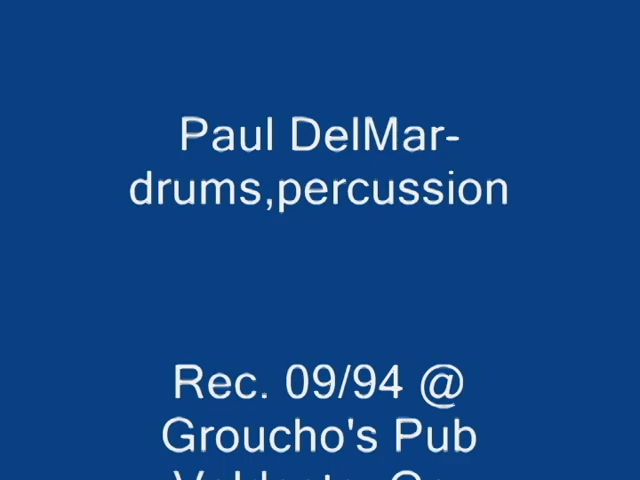 Paul DelMar-
drums,percussion
Rec. 09/94 @
Groucho's Pub